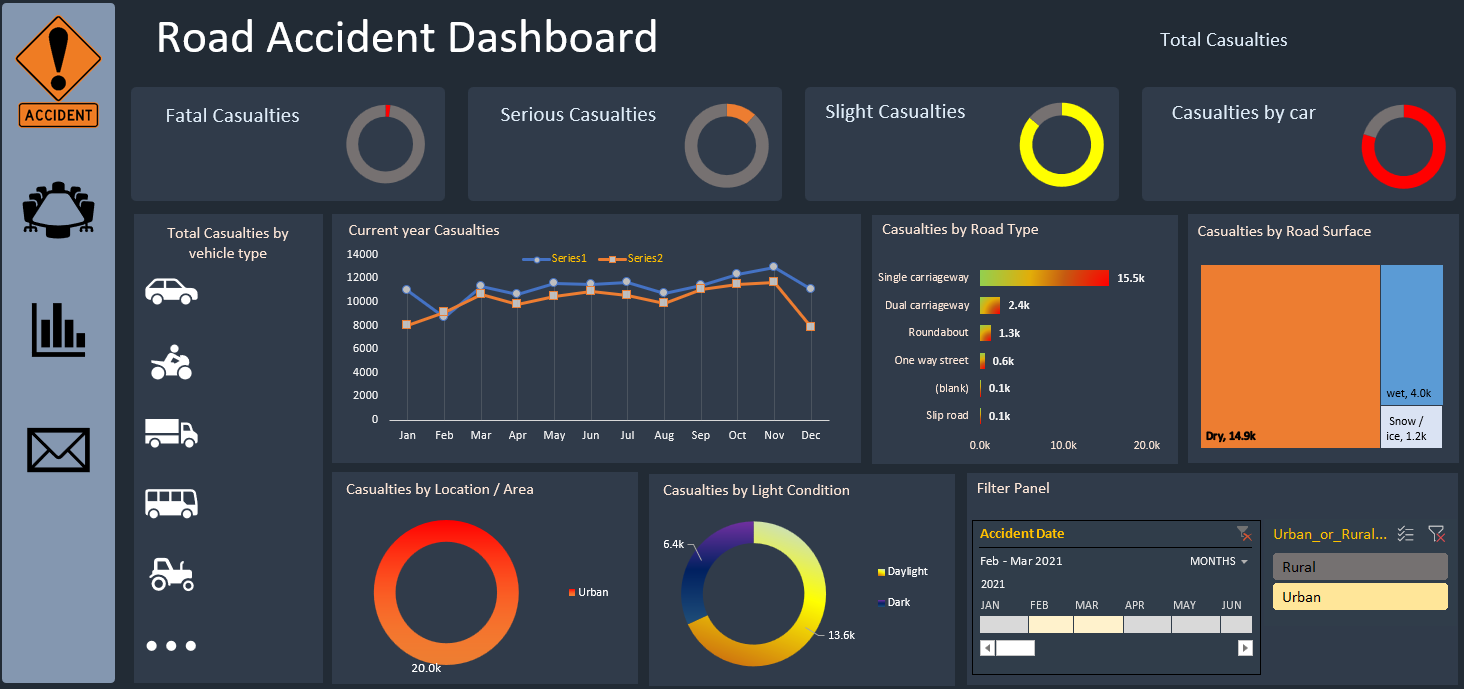 ACCIDENT
Road Accident Dashboard
Total Casualties
Fatal Casualties
Serious Casualties
Slight Casualties
Casualties by car
Total Casualties by
vehicle type
Current year Casualties
Series1 Series2
14000
12000
10000
8000
6000
4000
2000
0
Jan Feb Mar Apr May Jun Jul Aug Sep Oct Nov Dec
Casualties by Road Type
Single carriageway 15.5k
Dual carriageway 2.4k
Roundabout 1.3k
One way street 0.6k
(blank) 0.1k
Slip road 0.1k
0.0k 10.0k 20.0k
Casualties by Road Surface
Dry, 14.9k
wet, 4.0k
Snow /
ice, 1.2k
Casualties by Location / Area
Urban
20.0k
Casualties by Light Condition
6.4k
13.6k
Daylight
Dark
Filter Panel
Accident Date
Feb - Mar 2021 MONTHS
2021
JAN FEB MAR APR MAY JUN
Urban_or_Rural...
Rural
Urban